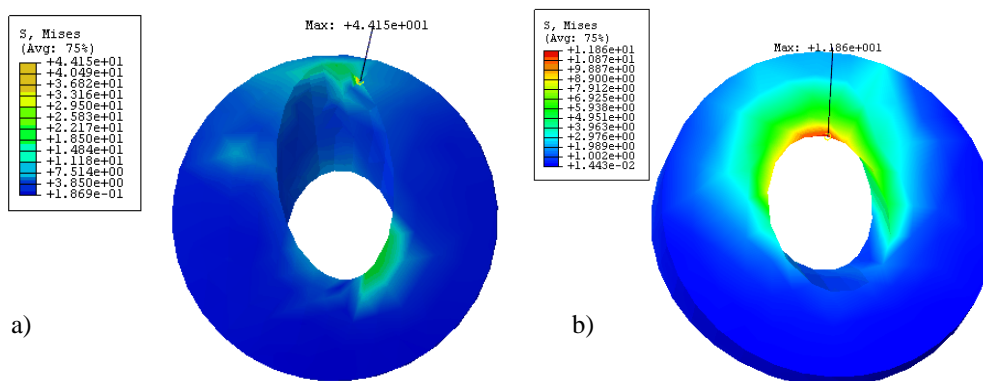 S, Mises
(Avg: 75%)
+4.415e+01
+4.049e+01
+3.682e+01
+3.316e+01
+2.950e+01
+2.583e+01
+2.217e+01
+1.850e+01
+1.484e+01
+1.118e+01
+7.514e+00
+3.850e+00
+1.869e-01
Max: +4.415e+001
a)
S, Mises
(Avg: 75%)
+1.186e+01
+1.087e+01
+9.887e+00
+8.900e+00
+7.912e+00
+6.925e+00
+5.938e+00
+4.951e+00
+3.963e+00
+2.976e+00
+1.989e+00
+1.002e+00
+1.443e-02
Max: +1.186e+001
b)